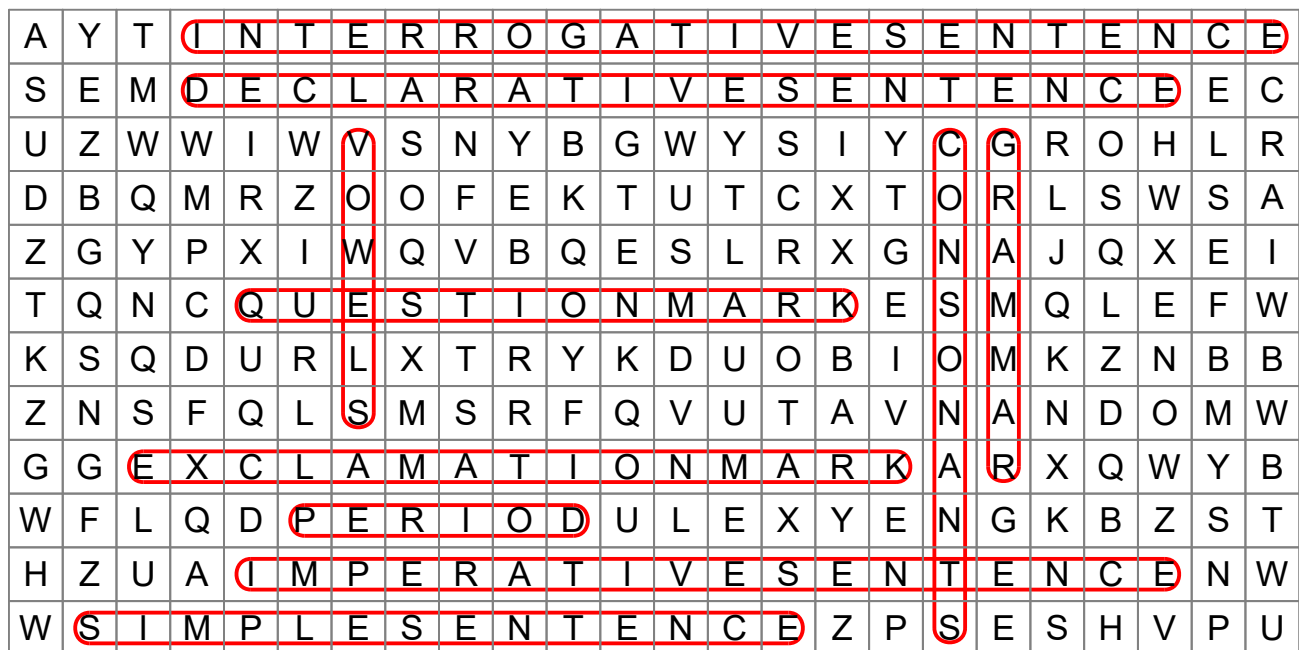 A Y T I N T E R R O G A T I V E S E N T E N C E
S E M D E C L A R A T I V E S E N T E N C E E C
U Z W W I W V S N Y B G W Y S I Y C G R O H L R
D B Q M R Z O O F E K T U T C X T O R L S W S A
Z G Y P X I W Q V B Q E S L R X G N A J Q X E I
T Q N C Q U E S T I O N M A R K E S M Q L E F W
K S Q D U R L X T R Y K D U O B I O M K Z N B B
Z N S F Q L S M S R F Q V U T A V N A N D O M W
G G E X C L A M A T I O N M A R K A R X Q W Y B
W F L Q D P E R I O D U L E X Y E N G K B Z S T
H Z U A I M P E R A T I V E S E N T E N C E N W
W S I M P L E S E N T E N C E Z P S E S H V P U